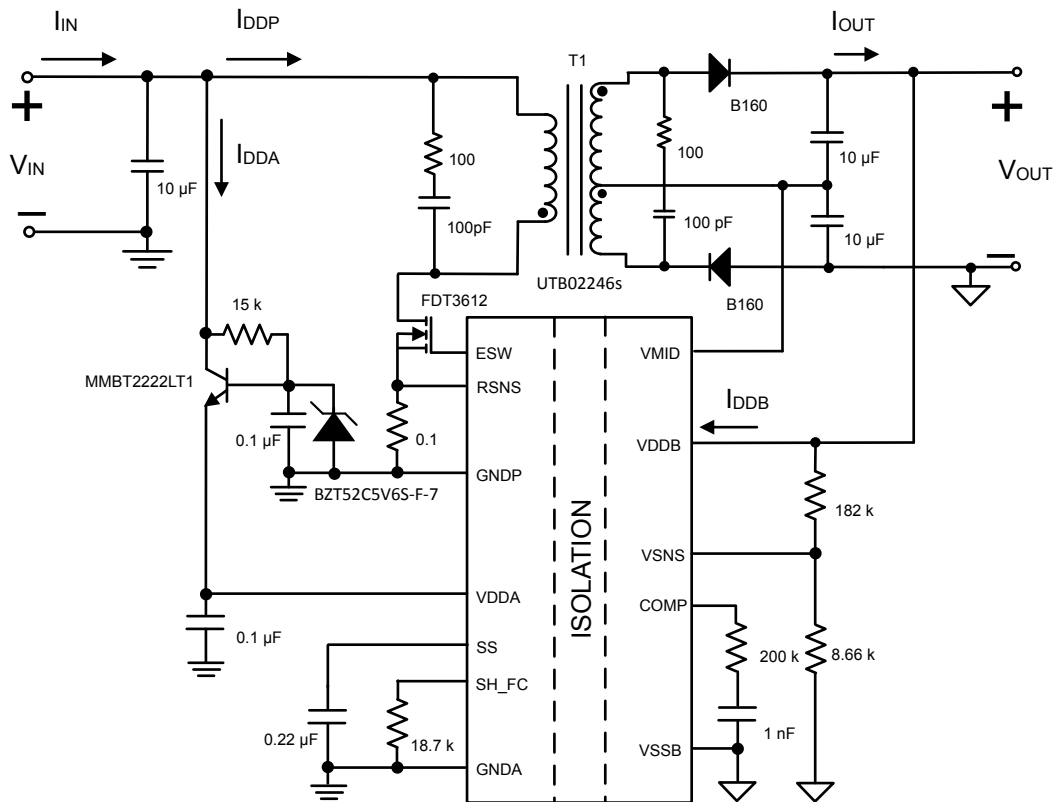 IIN
IDDP
IOUT
T1
B160
+
+
IDDA
100
100
10 µF
VIN
10 µF
VOUT
–
100pF
100 pF
10 µF
–
UTB02246s
B160
FDT3612
15 k
ESW
VMID
MMBT2222LT1
RSNS
IDDB
0.1 µF
0.1
VDDB
GNDP
BZT52C5V6S-F-7
182 k
ISOLATION
VSNS
VDDA
COMP
0.1 µF
SS
200 k
8.66 k
SH_FC
0.22 µF
18.7 k
1 nF
VSSB
GNDA